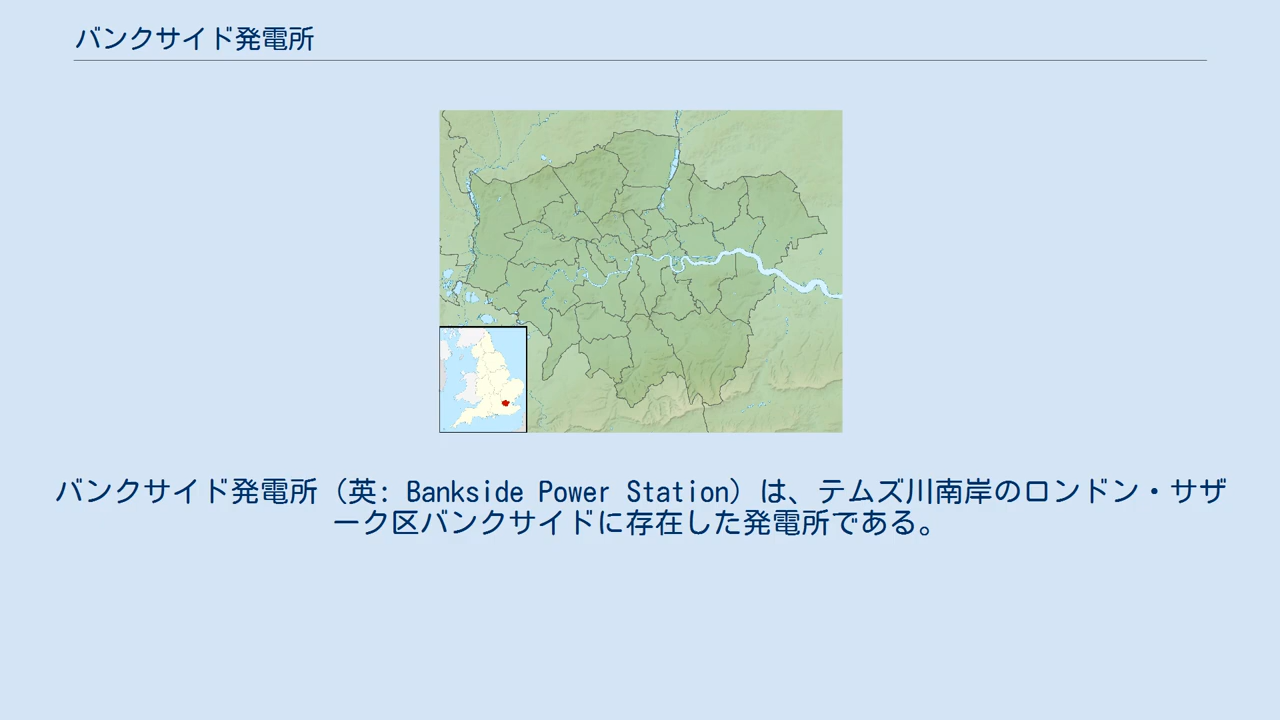 バンクサイド発電所
バンクサイド発電所（英: Bankside Power Station）は、テムズ川南岸のロンドン・サザ
ーク区バンクサイドに存在した発電所である。